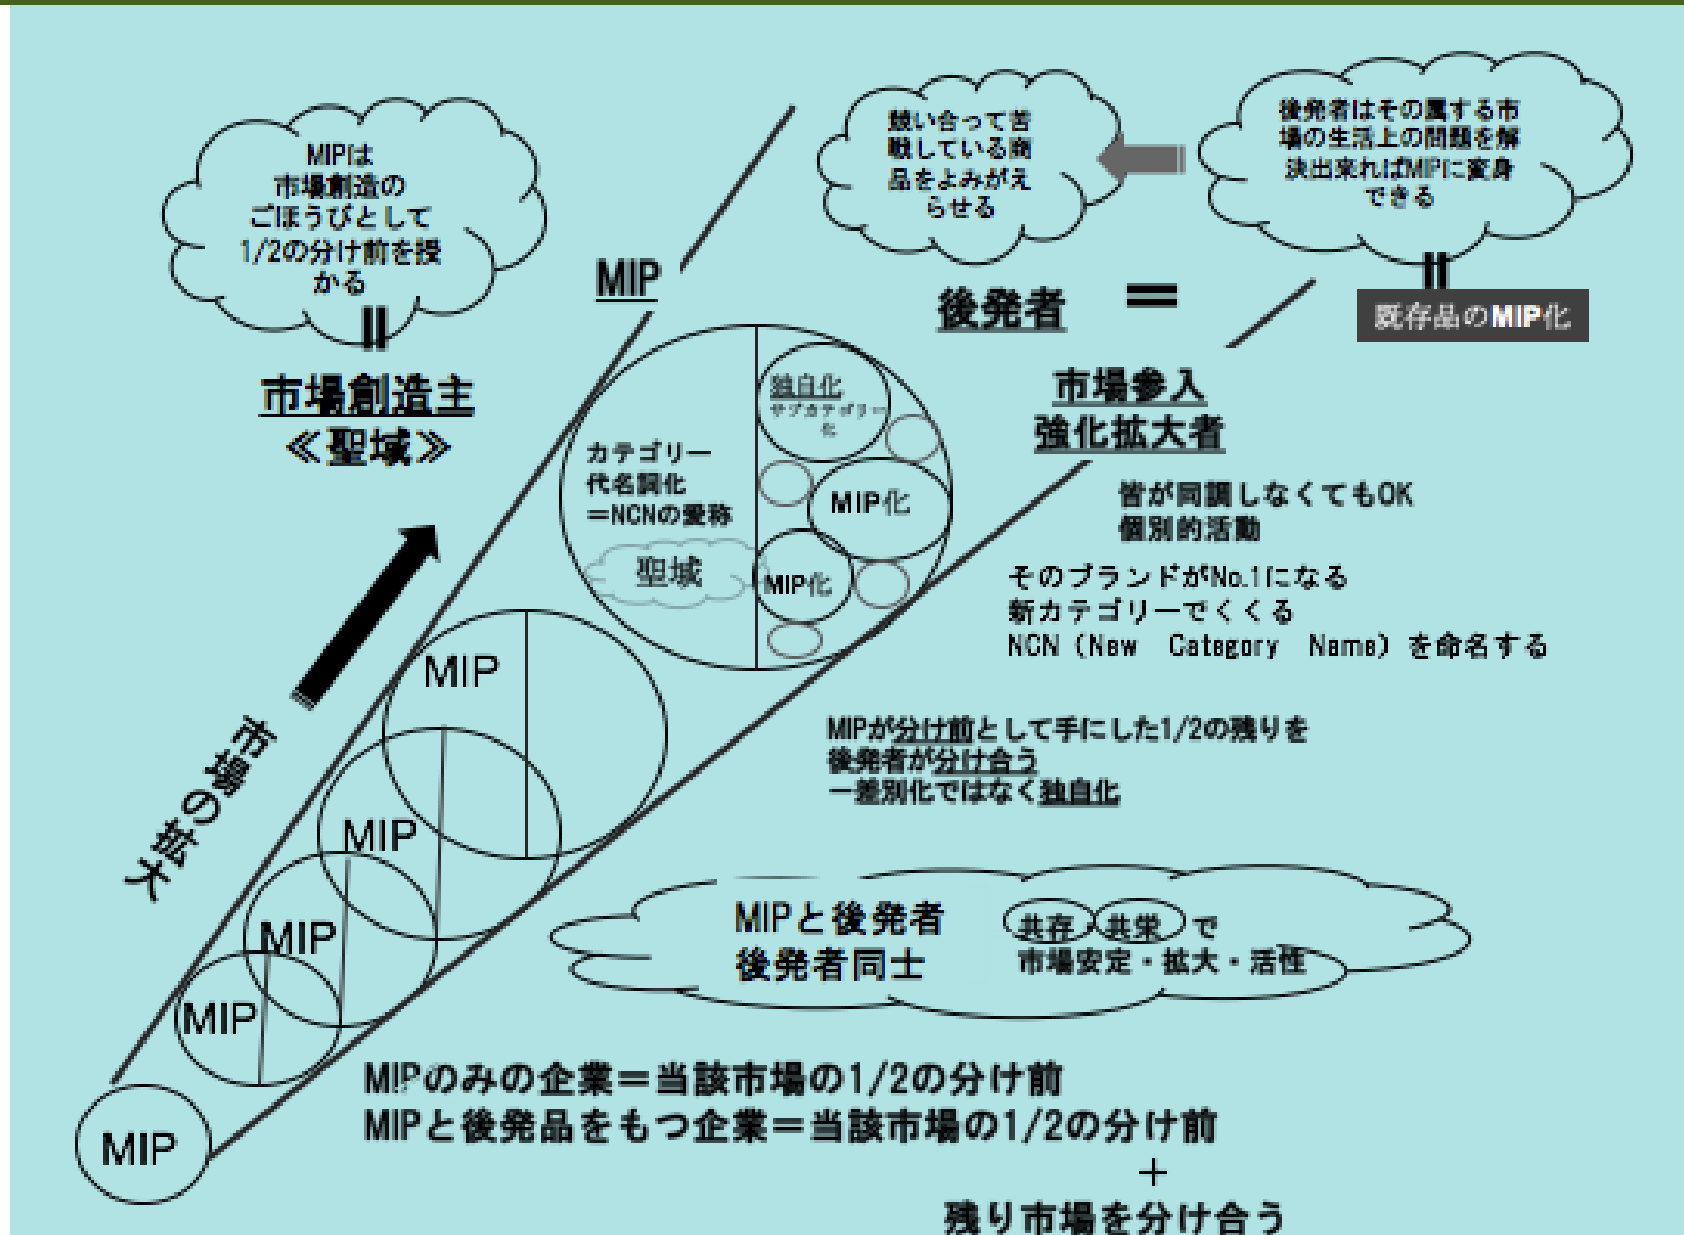 MIPは
市場創造の
ごほうびとして
1/2の分け前を授
かる
||
市場創造主
≪聖域≫
MIP
競い合って苦
戦している商
品をよみがえ
らせる
後発者はその属する市
場の生活上の問題を解
決出来ればMIPに変身
できる
||
既存品のMIP化
後発者 =
市場参入
強化拡大者
カテゴリー
代名詞化
=NCNの愛称
聖域
独自化
サブカテゴリー
化
MIP化
MIP化
皆が同調しなくてもOK
個別的活動
そのブランドがNo.1になる
新カテゴリーでくくる
NCN (New Category Name) を命名する
市場の拡大
MIP
MIP
MIP
MIP
MIP
MIPが分け前として手にした1/2の残りを
後発者が分け合う
ー差別化ではなく独自化
MIPと後発者
後発者同士
共存・共栄で
市場安定・拡大・活性
MIPのみの企業=当該市場の1/2の分け前
MIPと後発品をもつ企業=当該市場の1/2の分け前
+
残り市場を分け合う